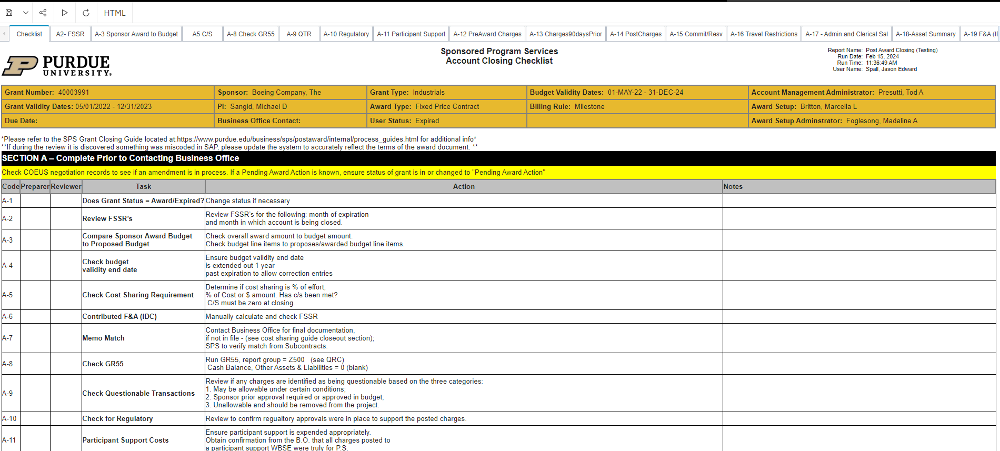 HTML
Checklist
A2- FSSR
A-3 Sponsor Award to Budget
A5 C/S
A-8 Check GR55
A-9 QTR
A-10 Regulatory
A-11 Participant Support
A-12 PreAward Charges
A-13 Charges90daysPrior
A-14 PostCharges
A-15 Commit/Resv
A-16 Travel Restrictions
A-17 - Admin and Clerical Sal
A-18-Asset Summary
A-19 F&A (I
PURDUE
UNIVERSITY®
Sponsored Program Services
Account Closing Checklist
Report Name: Post Award Closing (Testing)
Run Date: Feb 15, 2024
Run Time: 11:36:49 AM
User Name: Spall, Jason Edward
Grant Number: 40003991
Sponsor: Boeing Company, The
Grant Type: Industrials
Budget Validity Dates: 01-MAY-22 - 31-DEC-24
Account Management Administrator: Presutti, Tod A
Grant Validity Dates: 05/01/2022 - 12/31/2023
PI: Sangid, Michael D
Award Type: Fixed Price Contract
Billing Rule: Milestone
Award Setup: Britton, Marcella L
Due Date:
Business Office Contact:
User Status: Expired
Award Setup Adminstrator: Foglesong, Madaline A
*Please refer to the SPS Grant Closing Guide located at:https://www.purdue.edu/business/sps/postaward/internal/process_guides.html for additional info*
**If during the review it is discovered something was miscoded in SAP, please update the system to accurately reflect the terms of the award document. **
SECTION A – Complete Prior to Contacting Business Office
Check COEUS negotiation records to see if an amendment is in process. If a Pending Award Action is known, ensure status of grant is in or changed to "Pending Award Action"
Code Preparer Reviewer Task Action Notes
A-1
Does Grant Status = Award/Expired?
Change status if necessary
A-2
Review FSSR's
Review FSSR's for the following: month of expiration
and month in which account is being closed.
A-3
Compare Sponsor Award Budget
to Proposed Budget
Check overall award amount to budget amount.
Check budget line items to proposes/awarded budget line items.
A-4
Check budget
validity end date
Ensure budget validity end date
is extended out 1 year
past expiration to allow correction entries
A-5
Check Cost Sharing Requirement
Determine if cost sharing is % of effort,
% of Cost or $ amount. Has c/s been met?
C/S must be zero at closing.
A-6
Contributed F&A (IDC)
Manually calculate and check FSSR
A-7
Memo Match
Contact Business Office for final documentation,
if not in file - (see cost sharing guide closeout section);
SPS to verify match from Subcontracts.
A-8
Check GR55
Run GR55, report group = Z500 (see QRC)
Cash Balance, Other Assets & Liabilities = 0 (blank)
A-9
Check Questionable Transactions
Review if any charges are identified as being questionable based on the three categories:
1. May be allowable under certain conditions;
2. Sponsor prior approval required or approved in budget;
3. Unallowable and should be removed from the project.
A-10
Check for Regulatory
Review to confirm regualtory approvals were in place to support the posted charges.
A-11
Participant Support Costs
Ensure participant support is expended appropriately.
Obtain confirmation from the B.O. that all charges posted to
a participant support WBSE were truly for P.S.